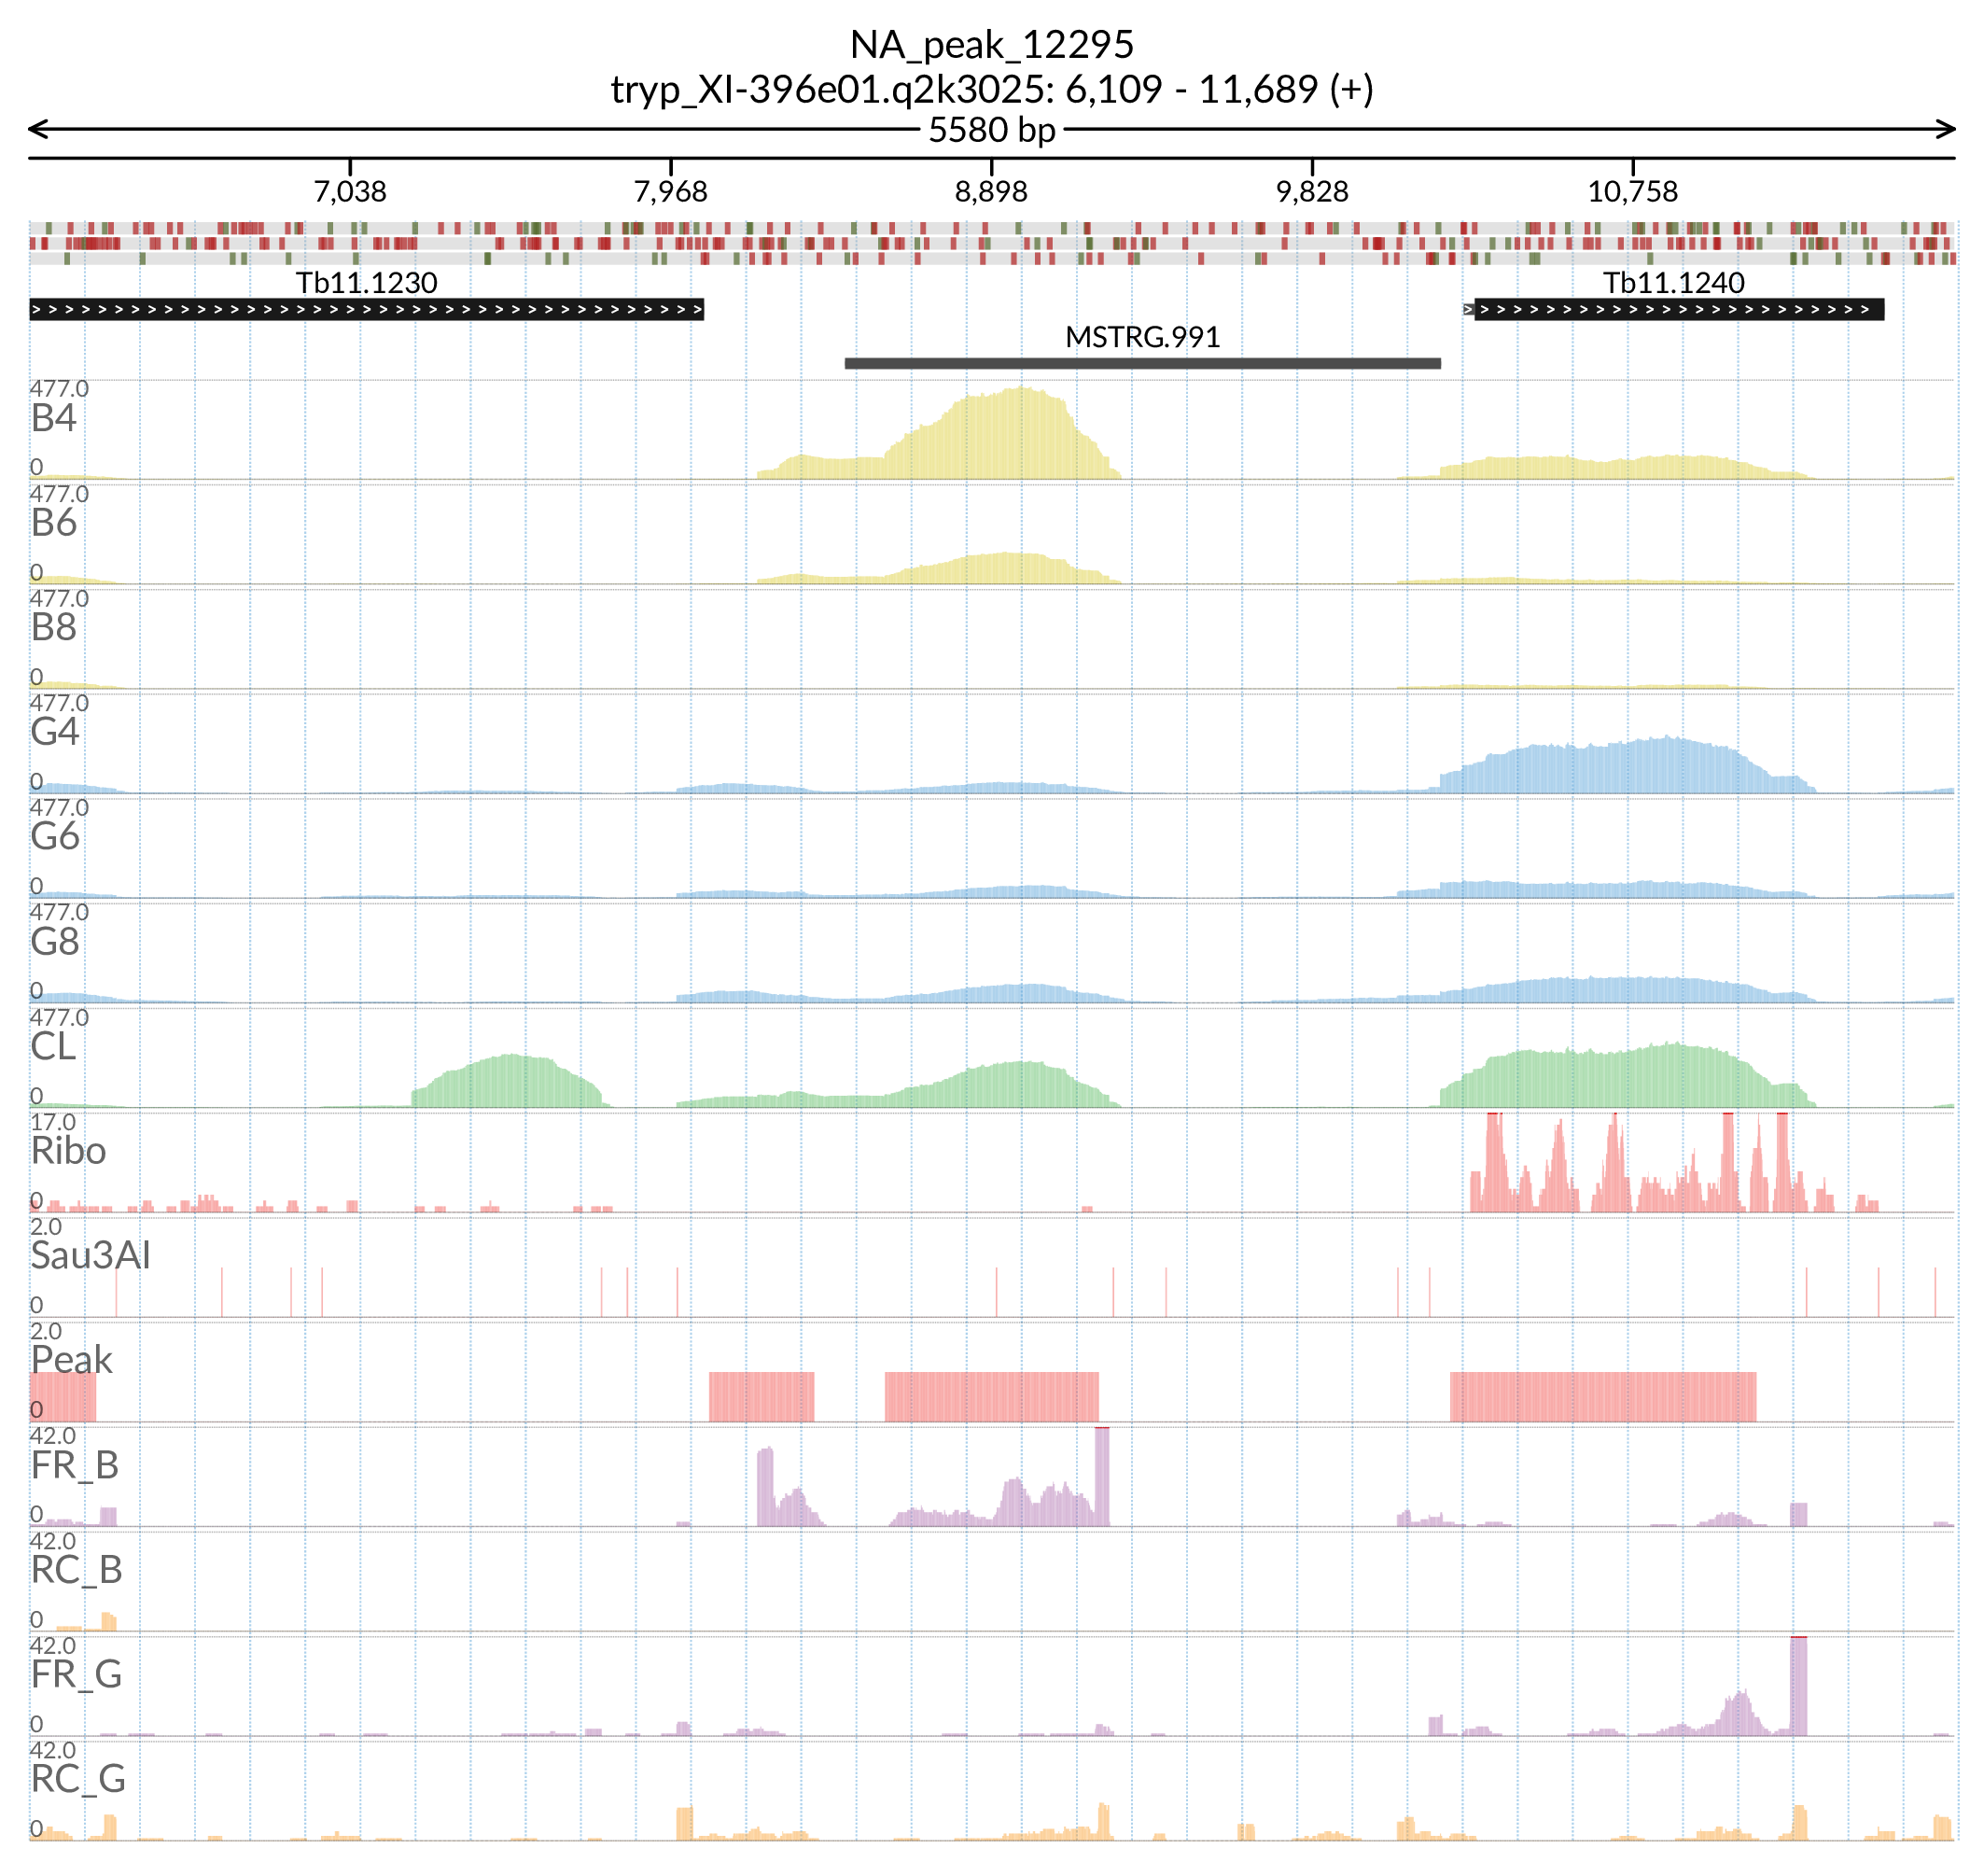 NA_peak_12295
tryp_XI-396e01.q2k3025: 6,109 - 11,689 (+)
5580 bp
7,038 7,968 8,898 9,828 10,758
Tb11.1230 Tb11.1240
MSTRG.991
477.0
B4
0
477.0
B6
0
477.0
B8
0
477.0
G4
0
477.0
G6
0
477.0
G8
0
477.0
CL
0
17.0
Ribo
0
2.0
Sau3AI
0
2.0
Peak
0
42.0
FR_B
0
42.0
RC_B
0
42.0
FR_G
0
42.0
RC_G
0